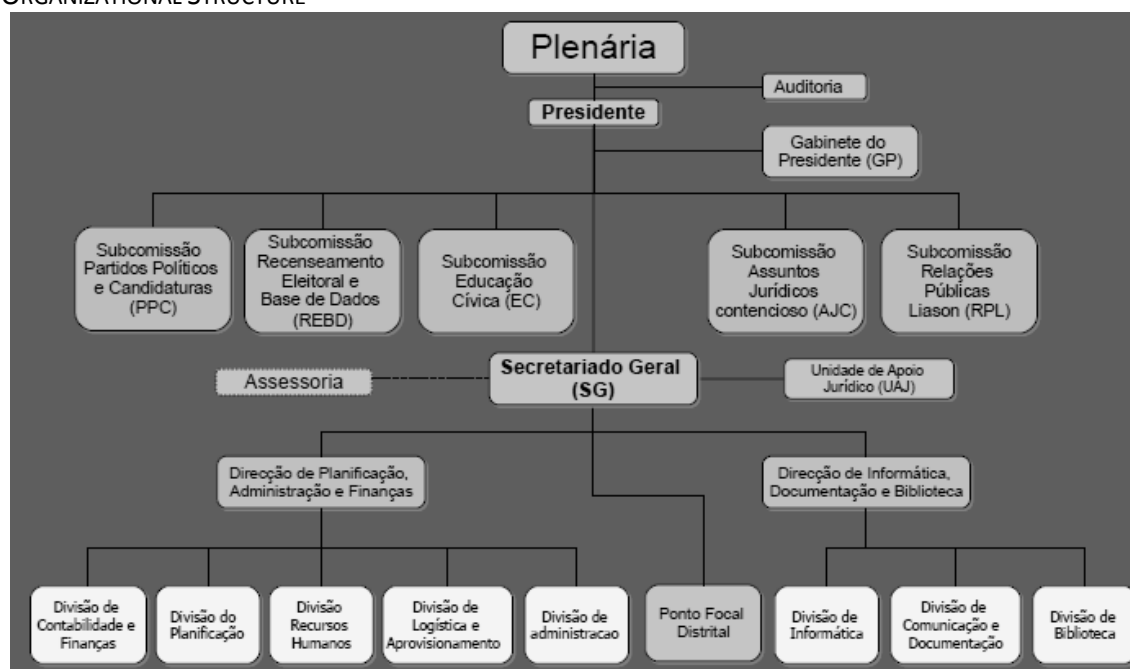 ORGANIZATIONAL STRUCTURE
Plenária
Auditoria
Presidente
Gabinete do
Presidente (GP)
Subcomissão
Partidos Políticos
e Candidaturas
(PPC)
Subcomissão
Recenseamento
Eleitoral e
Base de Dados
(REBD)
Subcomissão
Educação
Cívica (EC)
Subcomissão
Assuntos
Jurídicos
contencioso (AJC)
Subcomissão
Relações
Públicas
Liason (RPL)
Assessoria
Secretariado Geral
(SG)
Unidade de Apoio
Jurídico (UAJ)
Direcção de Planificação,
Administração e Finanças
Direcção de Informática,
Documentação e Biblioteca
Divisão de
Contabilidade e
Finanças
Divisão do
Planificação
Divisão
Recursos
Humanos
Divisão de
Logística e
Aprovisionamento
Divisão de
administracao
Ponto Focal
Distrital
Divisão de
Informática
Divisão de
Comunicação e
Documentação
Divisão de
Biblioteca